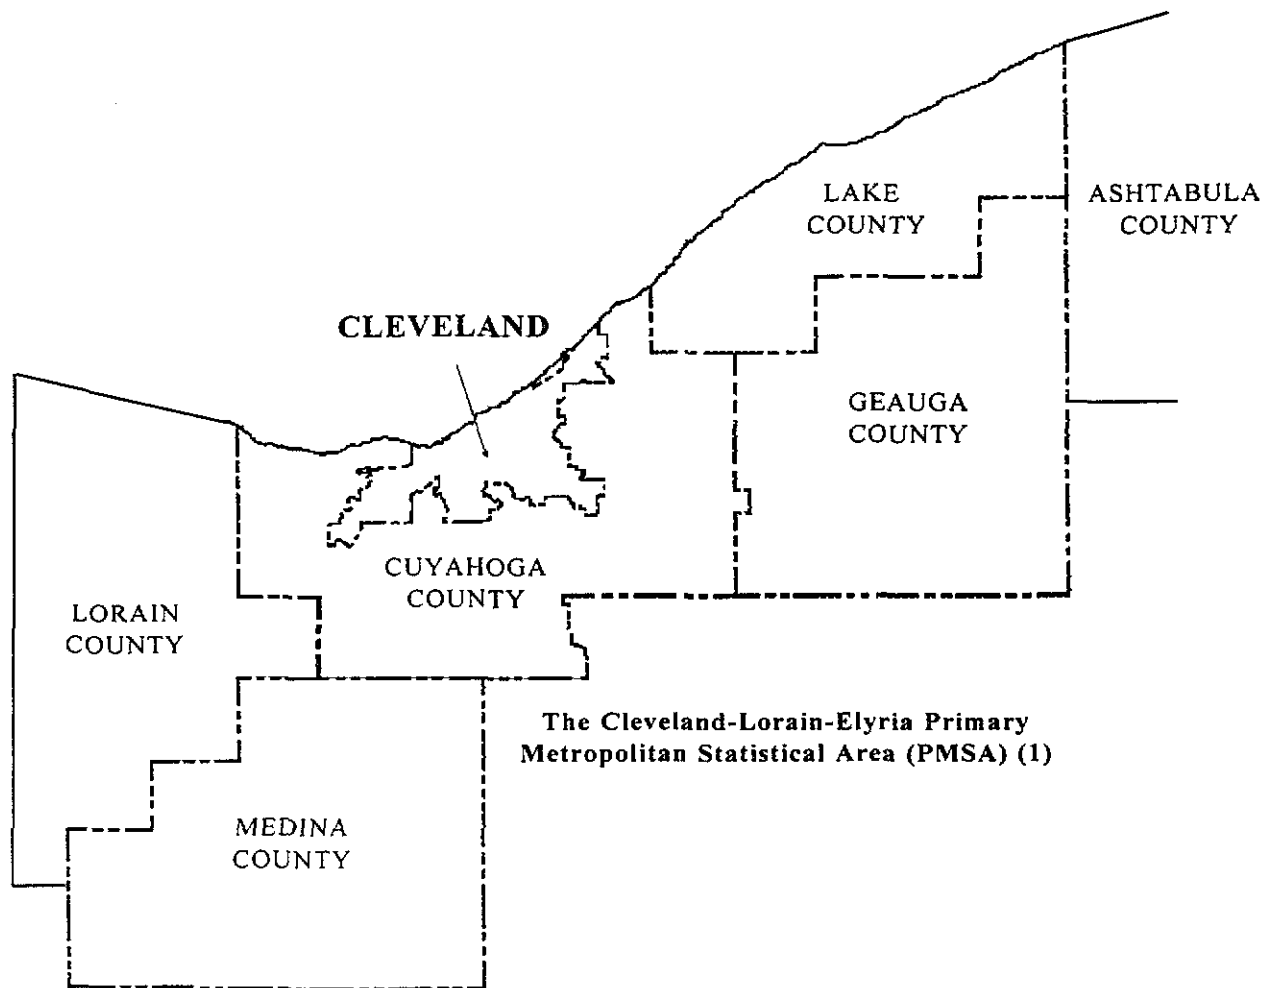 LAKE
COUNTY
ASHTABULA
COUNTY
CLEVELAND
GEAUGA
COUNTY
CUYAHOGA
COUNTY
LORAIN
COUNTY
The Cleveland-Lorain-Elyria Primary
Metropolitan Statistical Area (PMSA) (1)
MEDINA
COUNTY